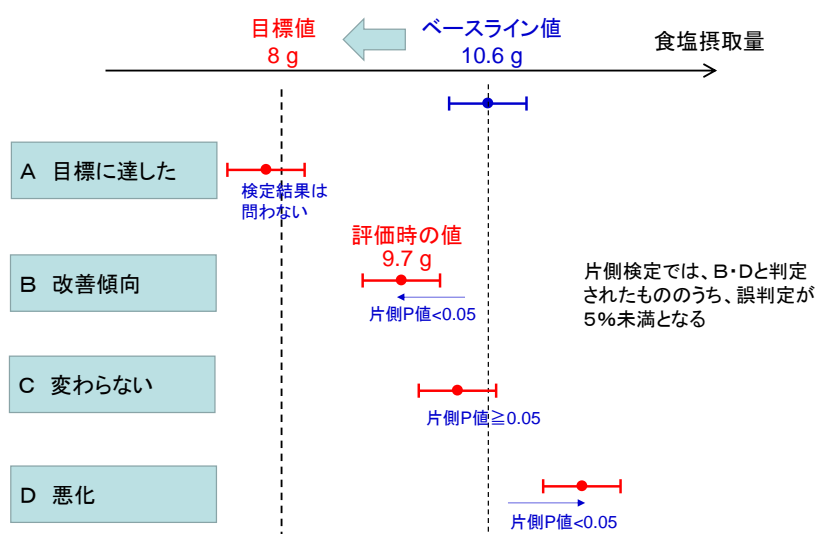 目標値
8 g
ベースライン値
10.6 g
食塩摂取量
A 目標に達した
検定結果は
問わない
評価時の値
9.7 g
B 改善傾向
片側P値<0.05
片側検定では、B・Dと判定
されたもののうち、誤判定が
5%未満となる
C 変わらない
片側P値≧0.05
D 悪化
片側P値<0.05